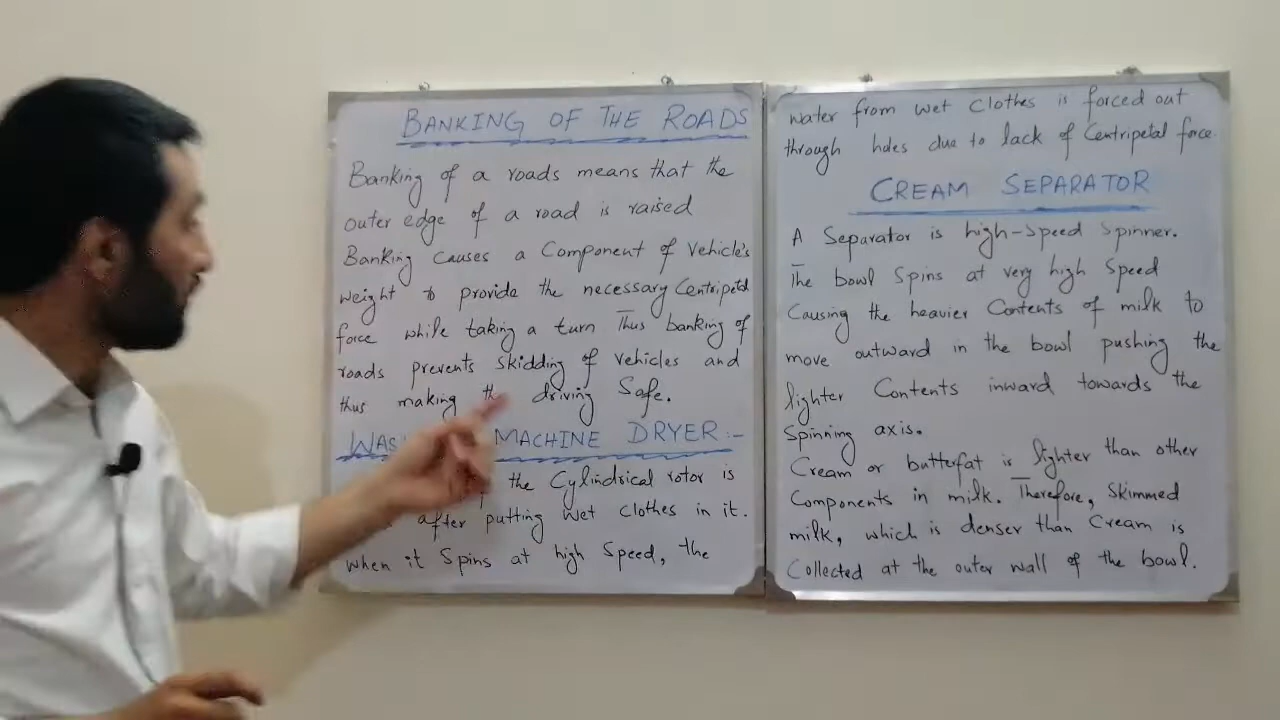 BANKING OF THE ROADS
Banking of a roads means that the
outer edge of a road is raised
Banking causes a Component of Vehicle's
weight to provide the necessary Centripetal
force while taking a turn Thus banking of
roads prevents skidding of vehicles and
thus making the driving Safe.
MACHINE DRYER:-
the Cylindrical rotor is
after putting wet clothes in it.
when it Spins at high Speed, the
water from wet Clothes is forced out
through holes due to lack of Centripetal force.
CREAM SEPARATOR
A Separator is high-speed Spinner.
The bowl Spins at very high Speed
Causing the heavier Contents of milk to
move outward in the bowl pushing the
lighter Contents inward towards the
Spinning axis.
Cream or butterfat is lighter than other
Components in milk. Therefore, Skimmed
milk, which is denser than Cream is
Collected at the outer wall of the bowl.